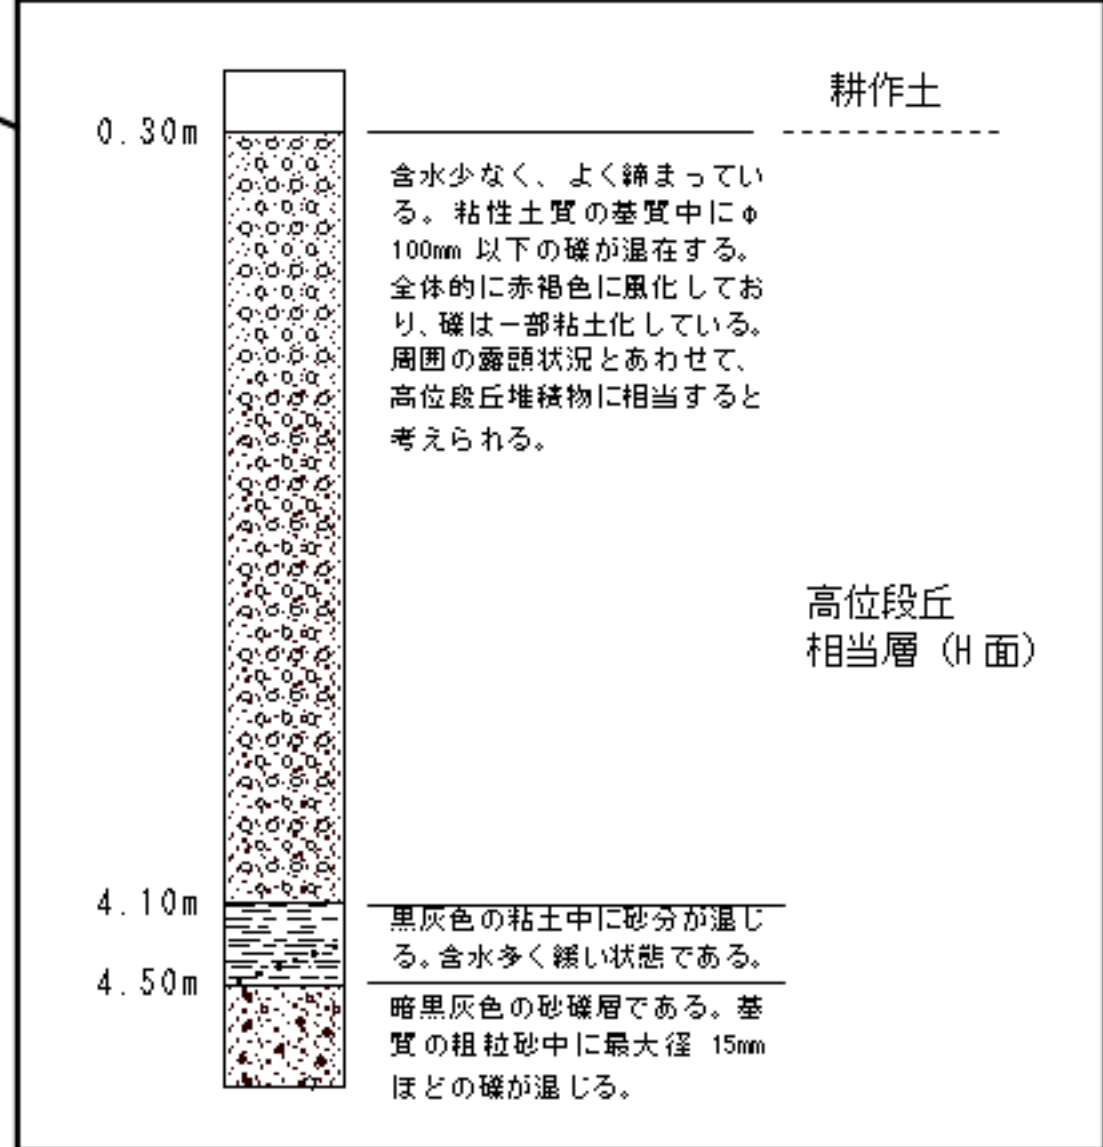 耕作土
0.30m
含水少なく、よく締まってい
る。粘性土質の基質中にφ
100mm 以下の礫が混在する。
全体的に赤褐色に風化してお
り、礫は一部粘土化している。
周囲の露頭状況とあわせて、
高位段丘堆積物に相当すると
考えられる。
高位段丘
相当層（H 面）
4.10m
黒灰色の粘土中に砂分が混じ
る。含水多く緩い状態である。
4.50m
暗黒灰色の砂礫層である。基
質の粗粒砂中に最大径 15mm
ほどの礫が混じる。